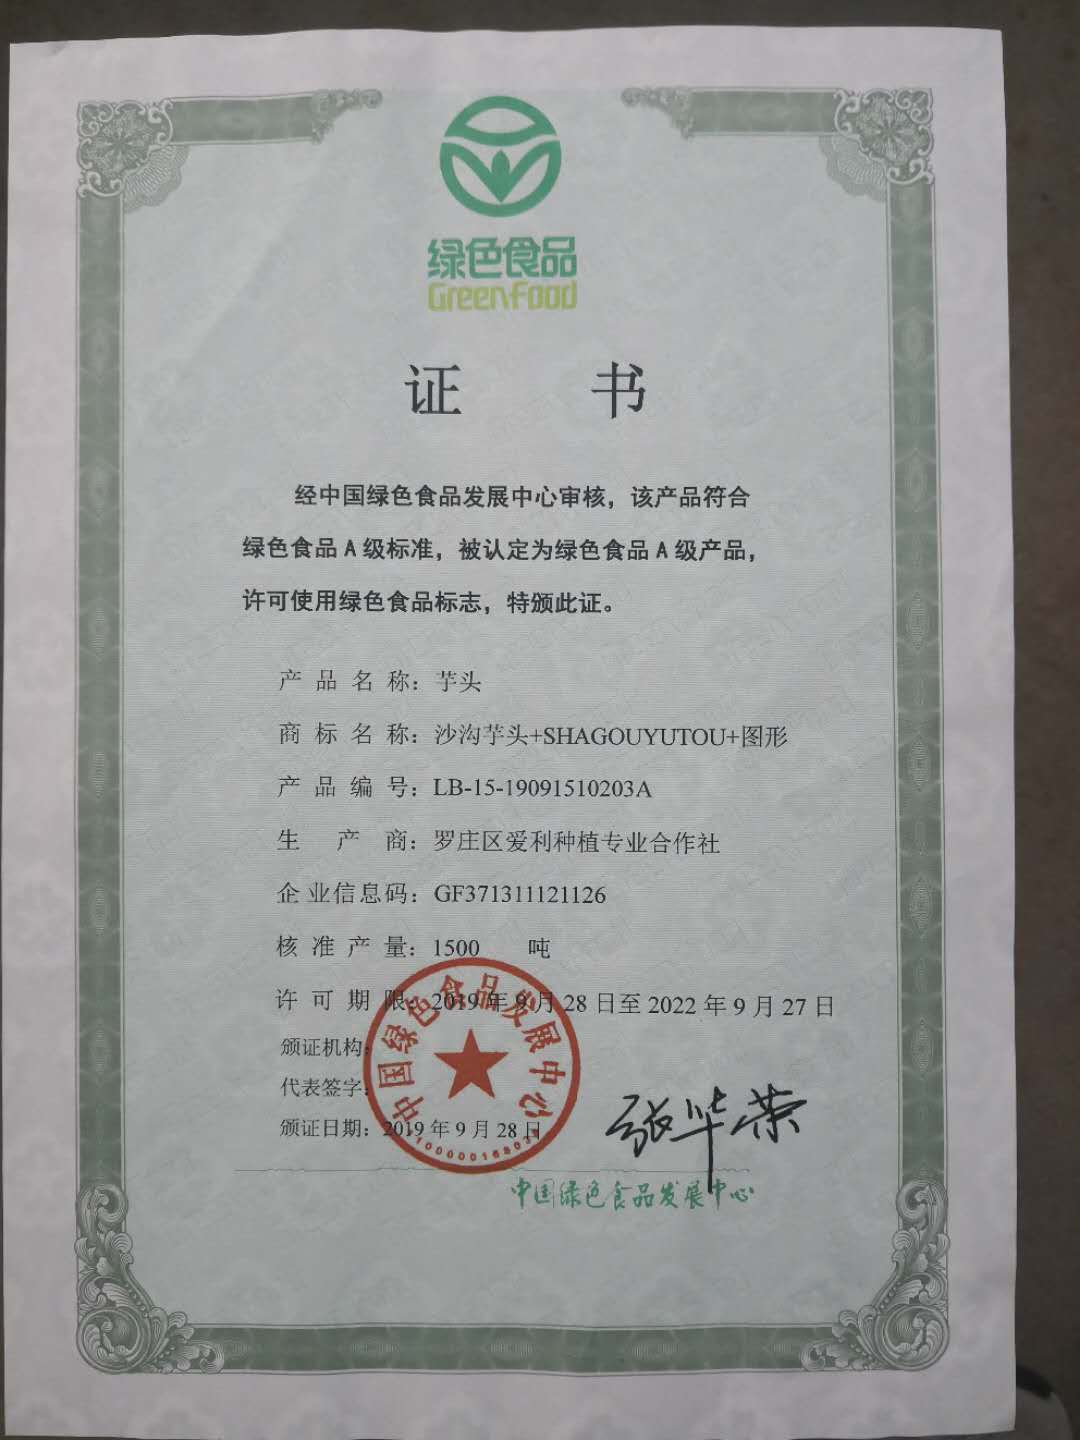 绿色食品
GreenFood
证 书
经中国绿色食品发展中心审核，该产品符合
绿色食品A级标准，被认定为绿色食品A级产品，
许可使用绿色食品标志，特颁此证。
产品名称：芋头
商标名称：沙沟芋头+SHAGOUYUTOU+图形
产品编号：LB-15-19091510203A
生产商：罗庄区爱利种植专业合作社
企业信息码：GF371311121126
核准产量：1500 吨
许可期限：2019年9月28日至2022年9月27日
颁证机构：
代表签字：
颁证日期：2019年9月28日
中国绿色食品发展中心
张华荣
中国绿色食品发展中心